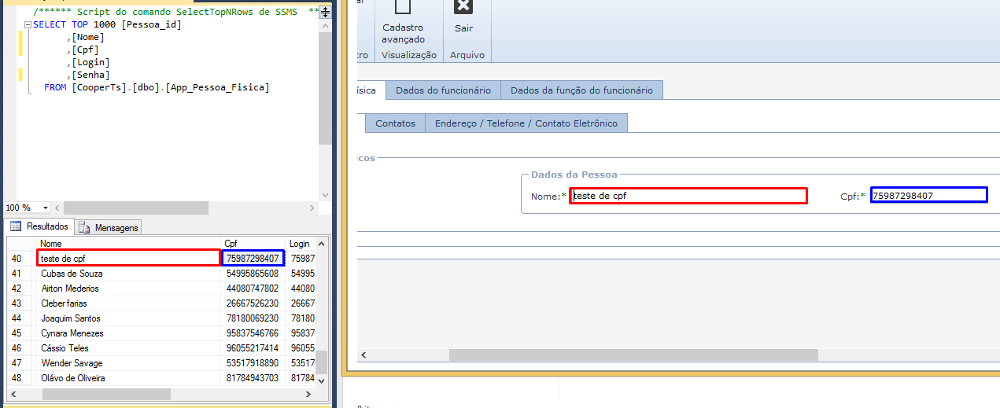 /****** Script do comando SelectTopNRows de SSMS **
SELECT TOP 1000 [Pessoa_id]
,[Nome]
,[Cpf]
,[Login]
,[Senha]
FROM [CooperTs].[dbo].[App_Pessoa_Fisica]
100 %
Resultados Mensagens
Nome Cpf Login
40 teste de cpf 75987298407 75987
41 Cubas de Souza 54995865608 54995
42 Airton Mederios 44080747802 44080
43 Cleber farias 26667526230 26667
44 Joaquim Santos 78180069230 78180
45 Cynara Menezes 95837546766 95837
46 Cássio Teles 96055217414 96055
47 Wender Savage 53517918890 53517
48 Olávo de Oliveira 81784943703 81784
Cadastro avançado
Sair
tro Visualização Arquivo
ísica Dados do funcionário Dados da função do funcionário
Contatos Endereço / Telefone / Contato Eletrônico
icos
Dados da Pessoa
Nome:* teste de cpf Cpf:* 75987298407